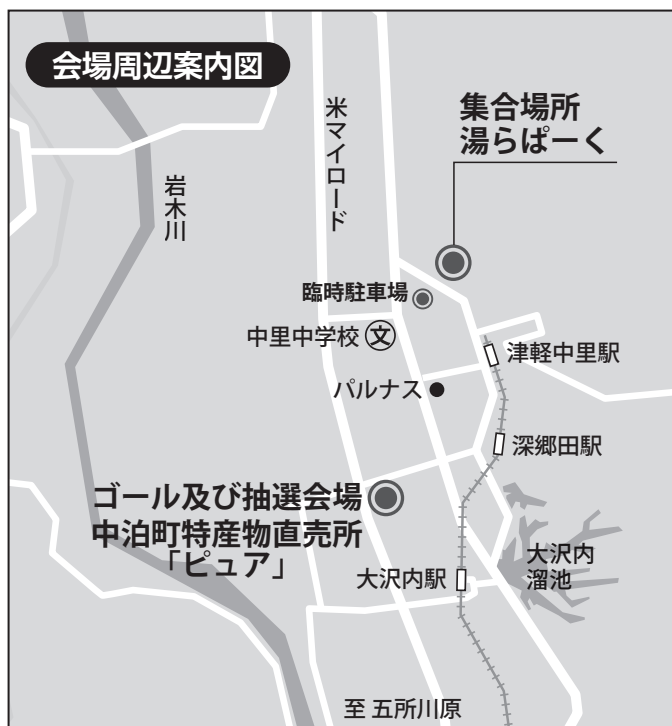 会場周辺案内図
集合場所
湯らぱーく
米マイロード
岩木川
臨時駐車場
中里中学校 文
津軽中里駅
パルナス
深郷田駅
ゴール及び抽選会場
中泊町特産物直売所
「ピュア」
大沢内
溜池
大沢内駅
至 五所川原